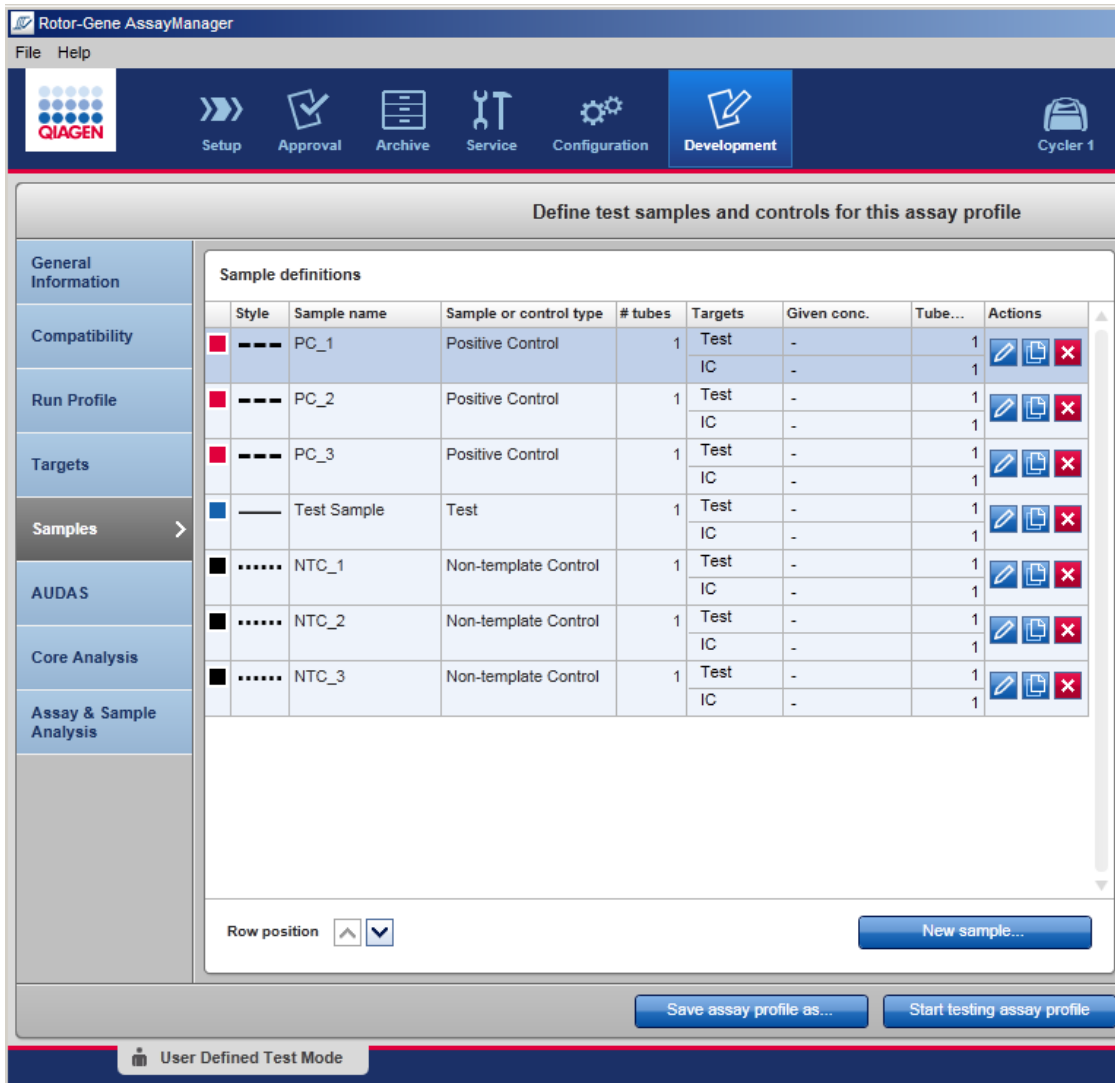 Rotor-Gene AssayManager
File Help
QIAGEN
Setup Approval Archive Service Configuration Development Cycler 1
Define test samples and controls for this assay profile
General
Information
Compatibility
Run Profile
Targets
Samples
AUDAS
Core Analysis
Assay & Sample
Analysis
Sample definitions
Style Sample name Sample or control type # tubes Targets Given conc. Tube... Actions
PC_1 Positive Control 1 Test - 1
IC - 1
PC_2 Positive Control 1 Test - 1
IC - 1
PC_3 Positive Control 1 Test - 1
IC - 1
Test Sample Test 1 Test - 1
IC - 1
NTC_1 Non-template Control 1 Test - 1
IC - 1
NTC_2 Non-template Control 1 Test - 1
IC - 1
NTC_3 Non-template Control 1 Test - 1
IC - 1
Row position New sample...
Save assay profile as... Start testing assay profile
User Defined Test Mode